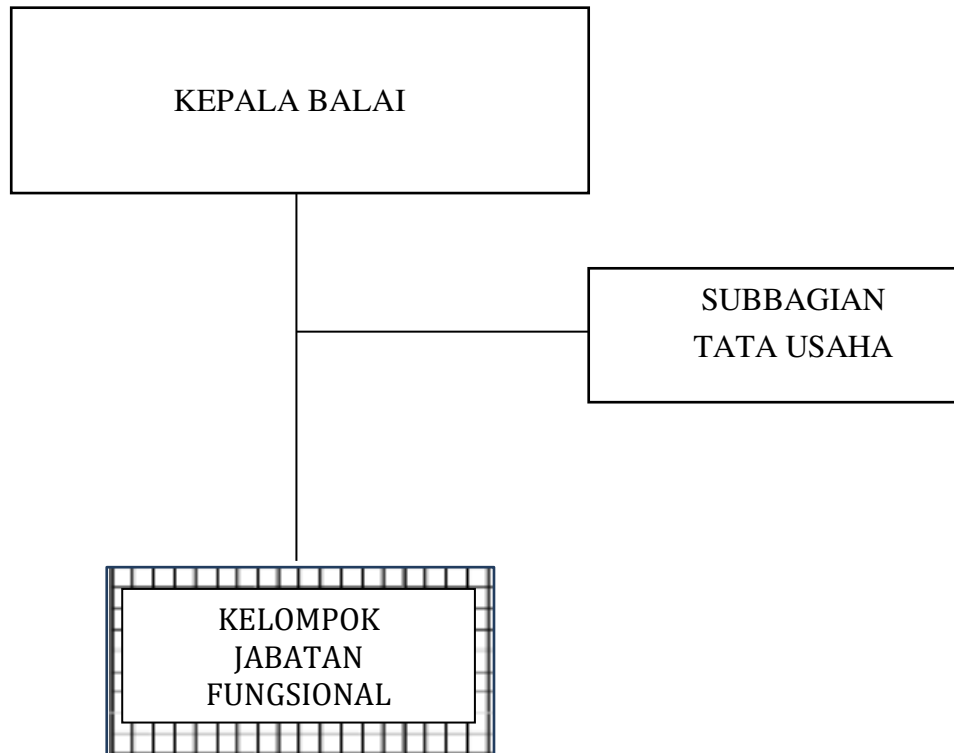 KEPALA BALAI
SUBBAGIAN
TATA USAHA
KELOMPOK
JABATAN
FUNGSIONAL